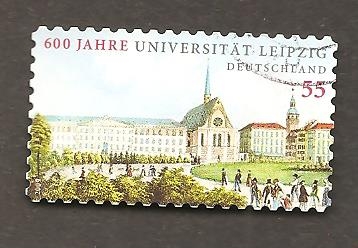 600 JAHRE UNIVERSITÄT LEIPZIG
DEUTSCHLAND
55